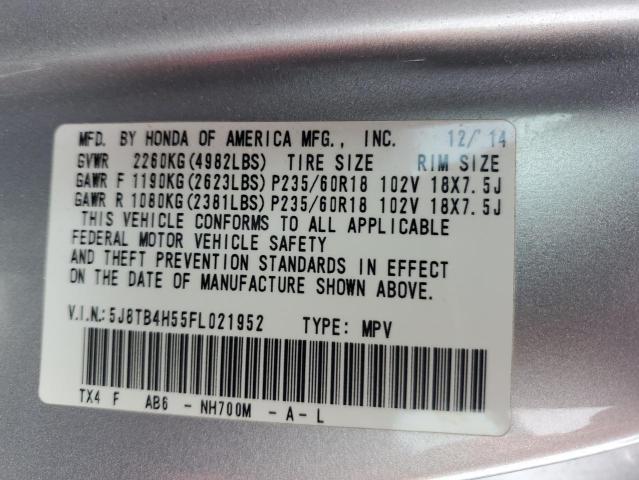 MFD. BY HONDA OF AMERICA MFG., INC. 12/14
GVWR 2260KG(4982LBS) TIRE SIZE RIM SIZE
GAWR F 1190KG(2623LBS) P235/60R18 102V 18X7.5J
GAWR R 1080KG(2381LBS) P235/60R18 102V 18X7.5J
THIS VEHICLE CONFORMS TO ALL APPLICABLE
FEDERAL MOTOR VEHICLE SAFETY
AND THEFT PREVENTION STANDARDS IN EFFECT
ON THE DATE OF MANUFACTURE SHOWN ABOVE.
V.I.N.: 5J8TB4H55FL021952 TYPE: MPV
TX4 F AB6 - NH700M - A - L